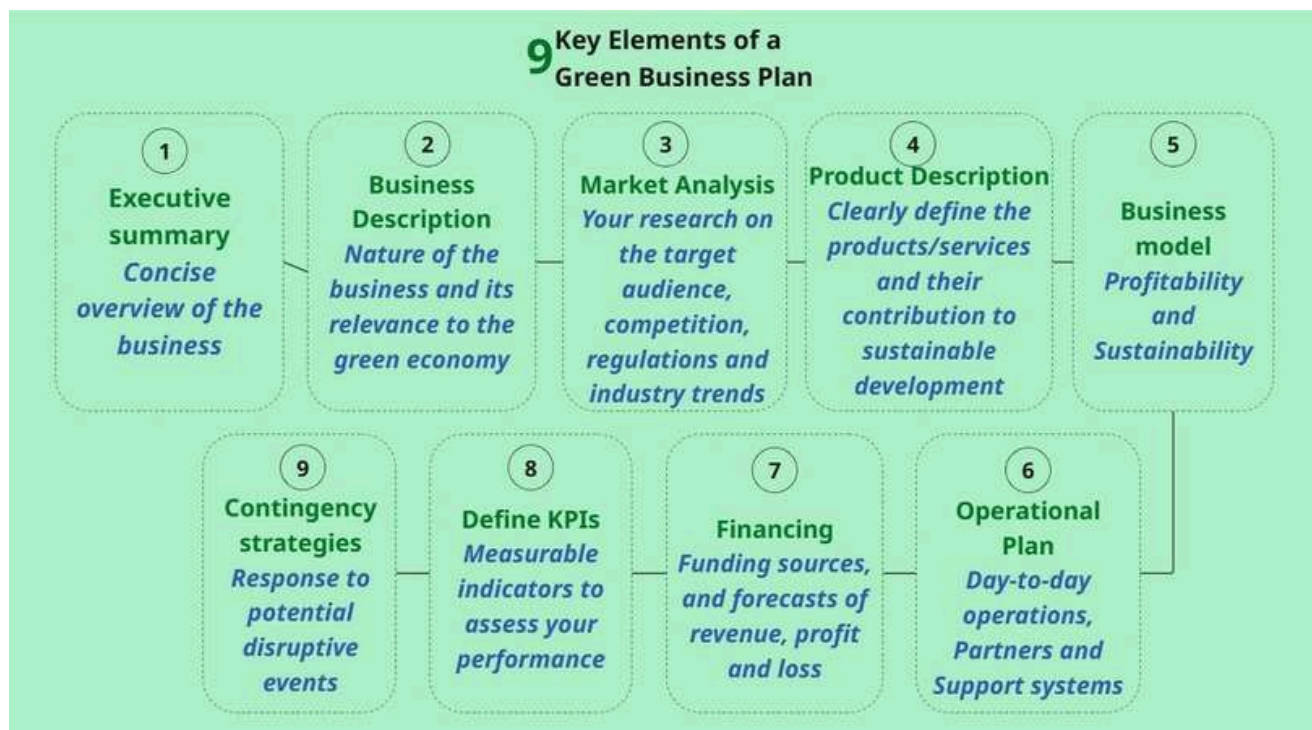 9 Key Elements of a
Green Business Plan
1
Executive
summary
Concise
overview of the
business
2
Business
Description
Nature of the
business and its
relevance to the
green economy
3
Market Analysis
Your research on
the target
audience,
competition,
regulations and
industry trends
4
Product Description
Clearly define the
products/services
and their
contribution to
sustainable
development
5
Business
model
Profitability
and
Sustainability
6
Operational
Plan
Day-to-day
operations,
Partners and
Support systems
7
Financing
Funding sources,
and forecasts of
revenue, profit
and loss
8
Define KPIs
Measurable
indicators to
assess your
performance
9
Contingency
strategies
Response to
potential
disruptive
events